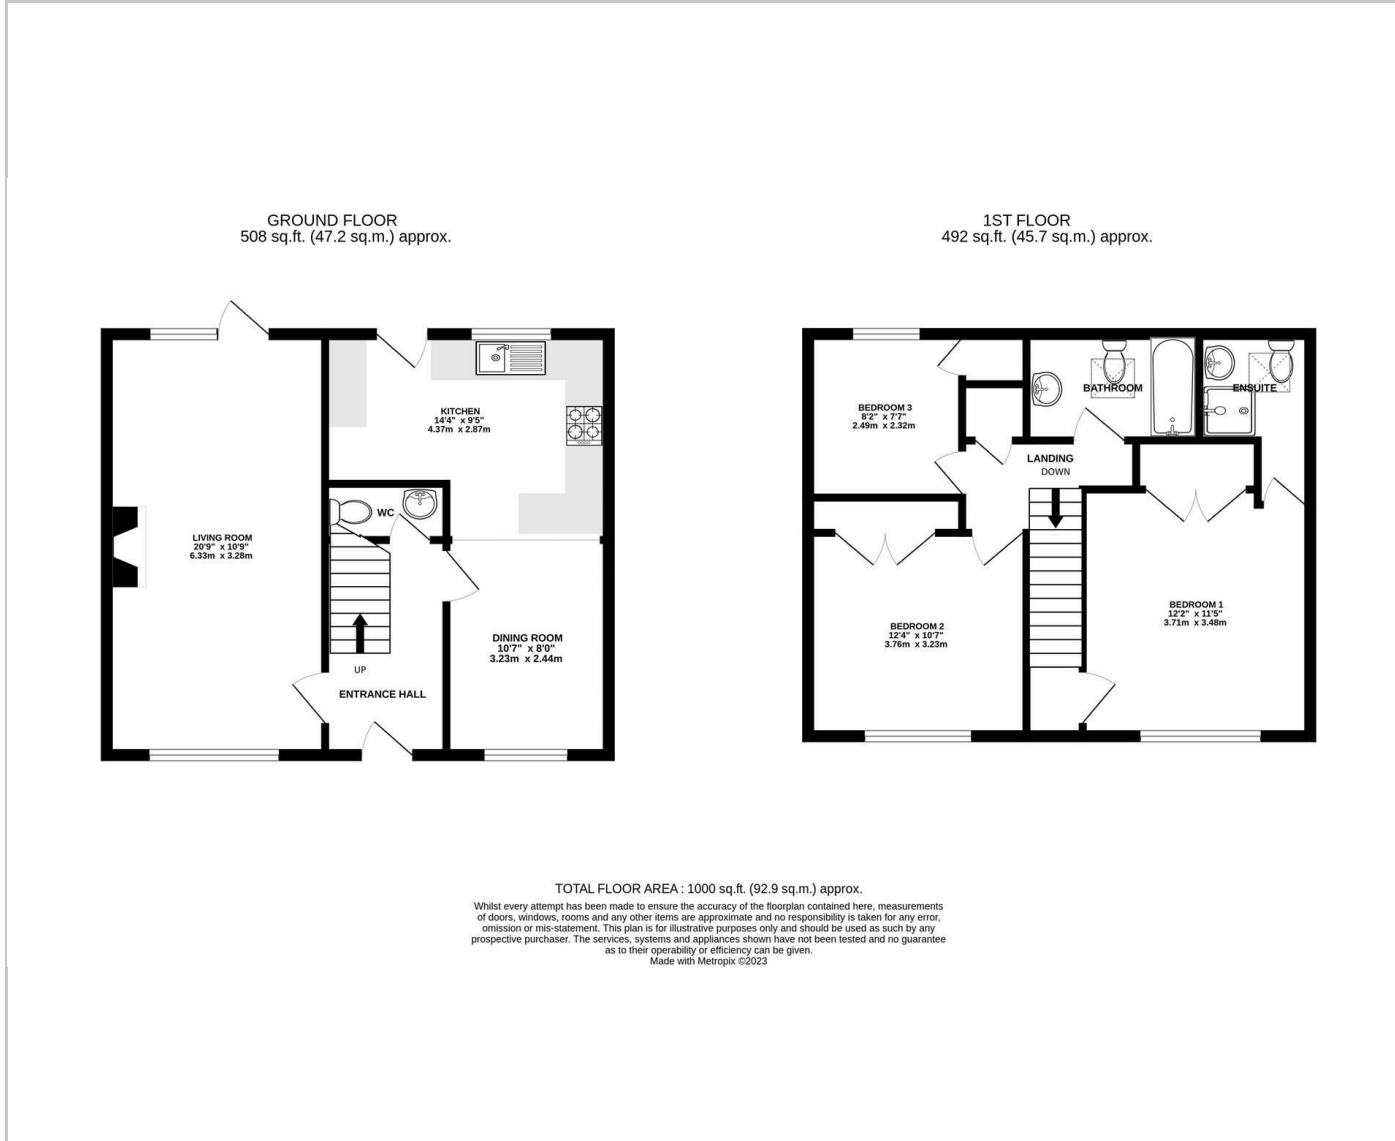 GROUND FLOOR
508 sq.ft. (47.2 sq.m.) approx.
1ST FLOOR
492 sq.ft. (45.7 sq.m.) approx.
KITCHEN
14'4" x 9'5"
4.37m x 2.87m
WC
LIVING ROOM
20'9" x 10'9"
6.33m x 3.28m
DINING ROOM
10'7" x 8'0"
3.23m x 2.44m
UP
ENTRANCE HALL
BATHROOM
ENSUITE
BEDROOM 3
8'2" x 7'7"
2.49m x 2.32m
LANDING
DOWN
BEDROOM 1
12'2" x 11'5"
3.71m x 3.48m
BEDROOM 2
12'4" x 10'7"
3.76m x 3.23m
TOTAL FLOOR AREA : 1000 sq.ft. (92.9 sq.m.) approx.
Whilst every attempt has been made to ensure the accuracy of the floorplan contained here, measurements
of doors, windows, rooms and any other items are approximate and no responsibility is taken for any error,
omission or mis-statement. This plan is for illustrative purposes only and should be used as such by any
prospective purchaser. The services, systems and appliances shown have not been tested and no guarantee
as to their operability or efficiency can be given.
Made with Metropix ©2023